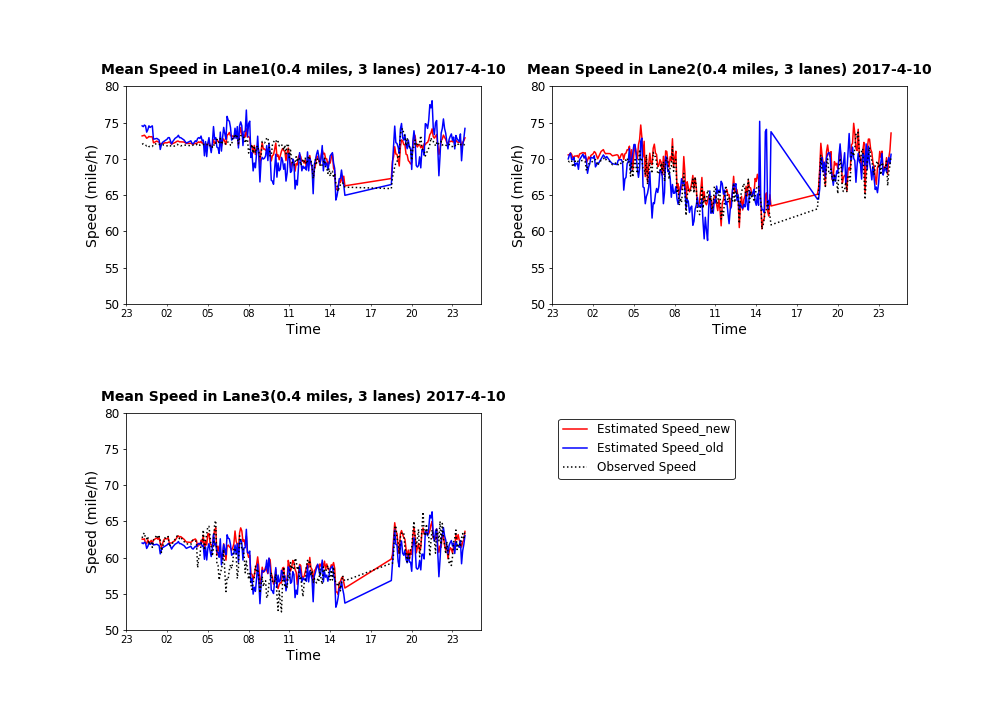 Mean Speed in Lane1(0.4 miles, 3 lanes) 2017-4-10
80
75
70
65
60
55
50
Speed (mile/h)
23 02 05 08 11 14 17 20 23
Time
Mean Speed in Lane2(0.4 miles, 3 lanes) 2017-4-10
80
75
70
65
60
55
50
Speed (mile/h)
23 02 05 08 11 14 17 20 23
Time
Mean Speed in Lane3(0.4 miles, 3 lanes) 2017-4-10
80
75
70
65
60
55
50
Speed (mile/h)
23 02 05 08 11 14 17 20 23
Time
Estimated Speed_new
Estimated Speed_old
Observed Speed